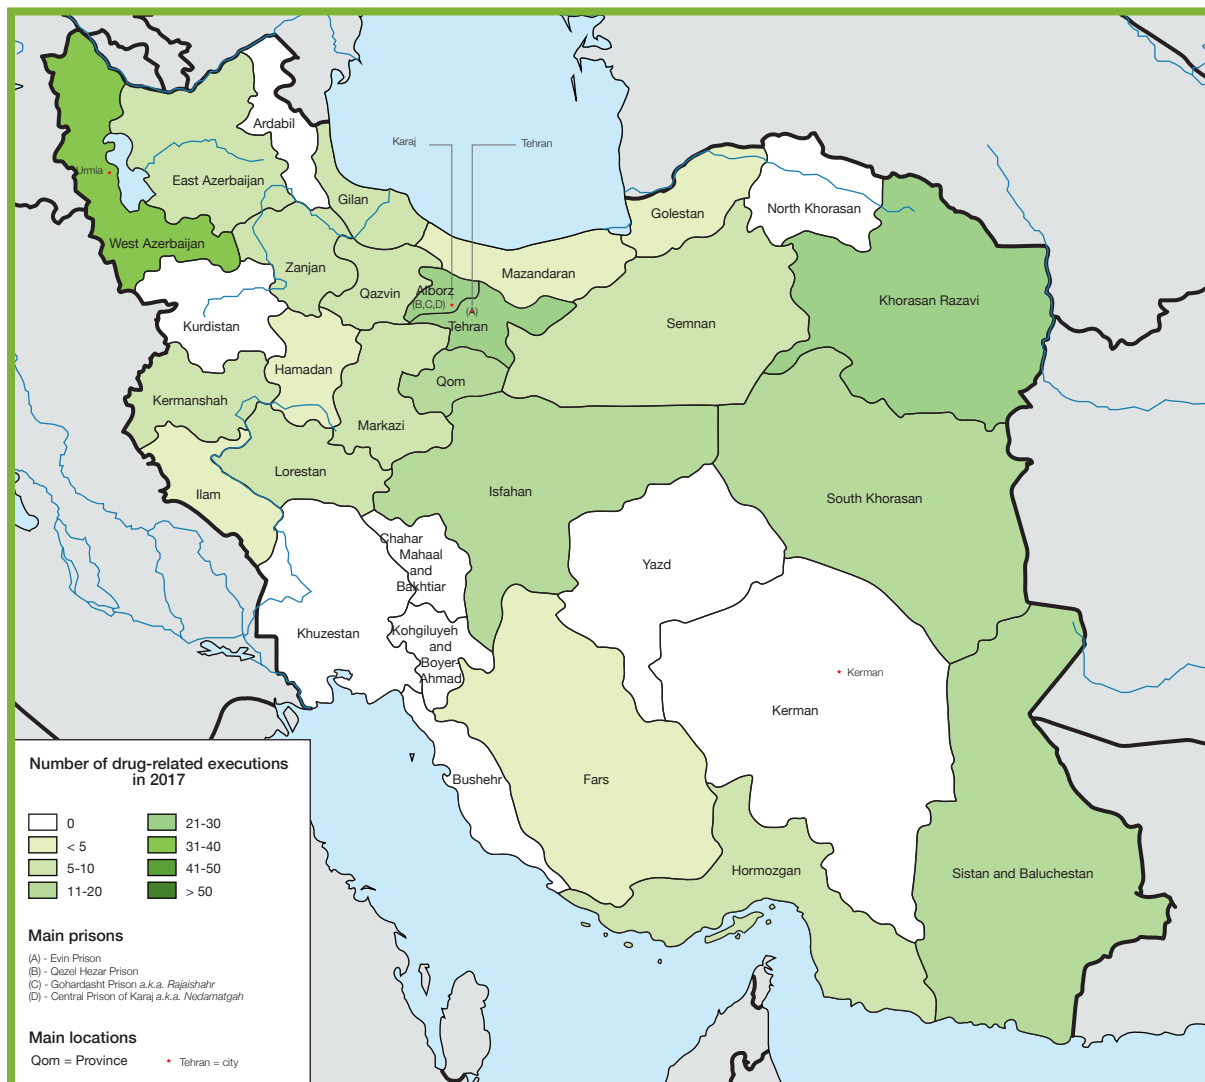 Ardabil
Karaj
Tehran
Urmia
East Azerbaijan
Gilan
Golestan
North Khorasan
West Azerbaijan
Zanjan
Mazandaran
Qazvin
Alborz
(B,C,D)
(A)
Tehran
Khorasan Razavi
Kurdistan
Semnan
Hamadan
Qom
Kermanshah
Markazi
Lorestan
Ilam
Isfahan
South Khorasan
Chahar
Mahaal
and
Bakhtiar
Yazd
Khuzestan
Kohgiluyeh
and
Boyer-
Ahmad
Kerman
Kerman
Bushehr
Fars
Hormozgan
Sistan and Baluchestan
Number of drug-related executions
in 2017
0
< 5
5-10
11-20
21-30
31-40
41-50
> 50
Main prisons
(A) - Evin Prison
(B) - Qezel Hezar Prison
(C) - Gohardasht Prison a.k.a. Rajaishahr
(D) - Central Prison of Karaj a.k.a. Nedamatgah
Main locations
Qom = Province
* Tehran = city